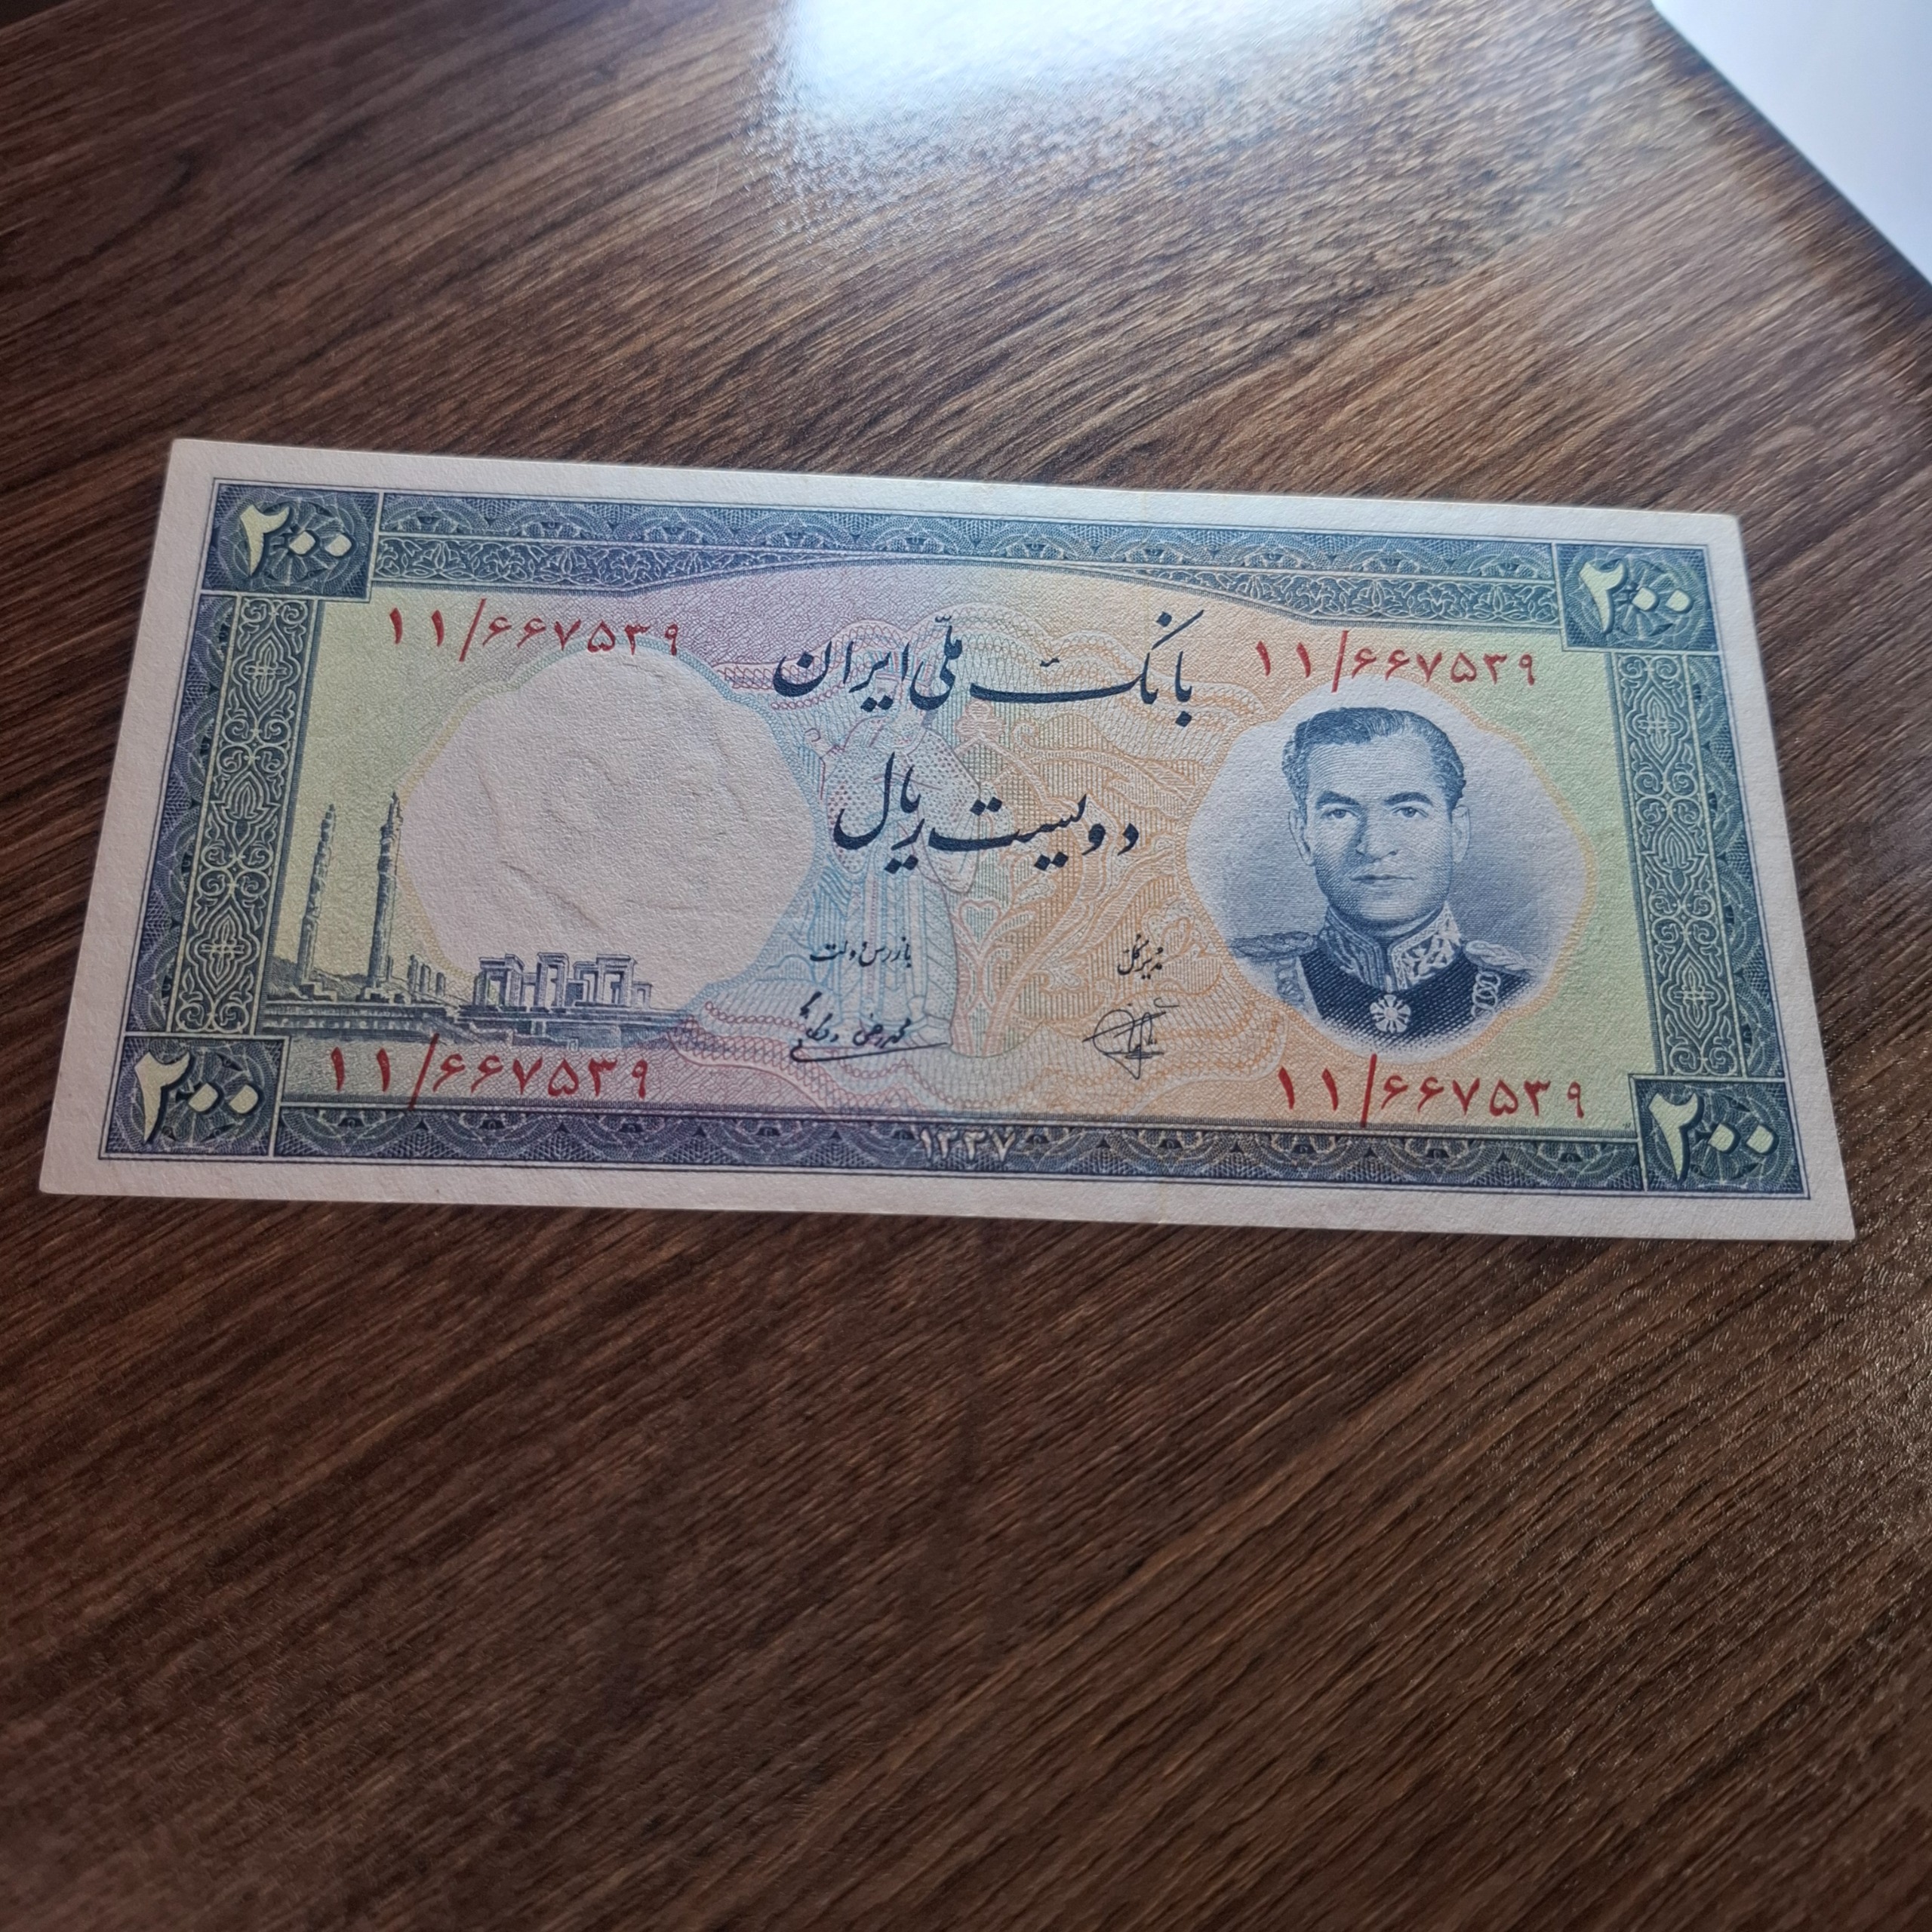 ۲۰۰
۲۰۰
۱۱/۶۶۷۵۳۹
۱۱/۶۶۷۵۳۹
بانک ملّی ایران
دویست ریال
مدیر کل
بازرس دولت
۱۱/۶۶۷۵۳۹
۱۱/۶۶۷۵۳۹
۲۰۰
۲۰۰
۱۳۳۷